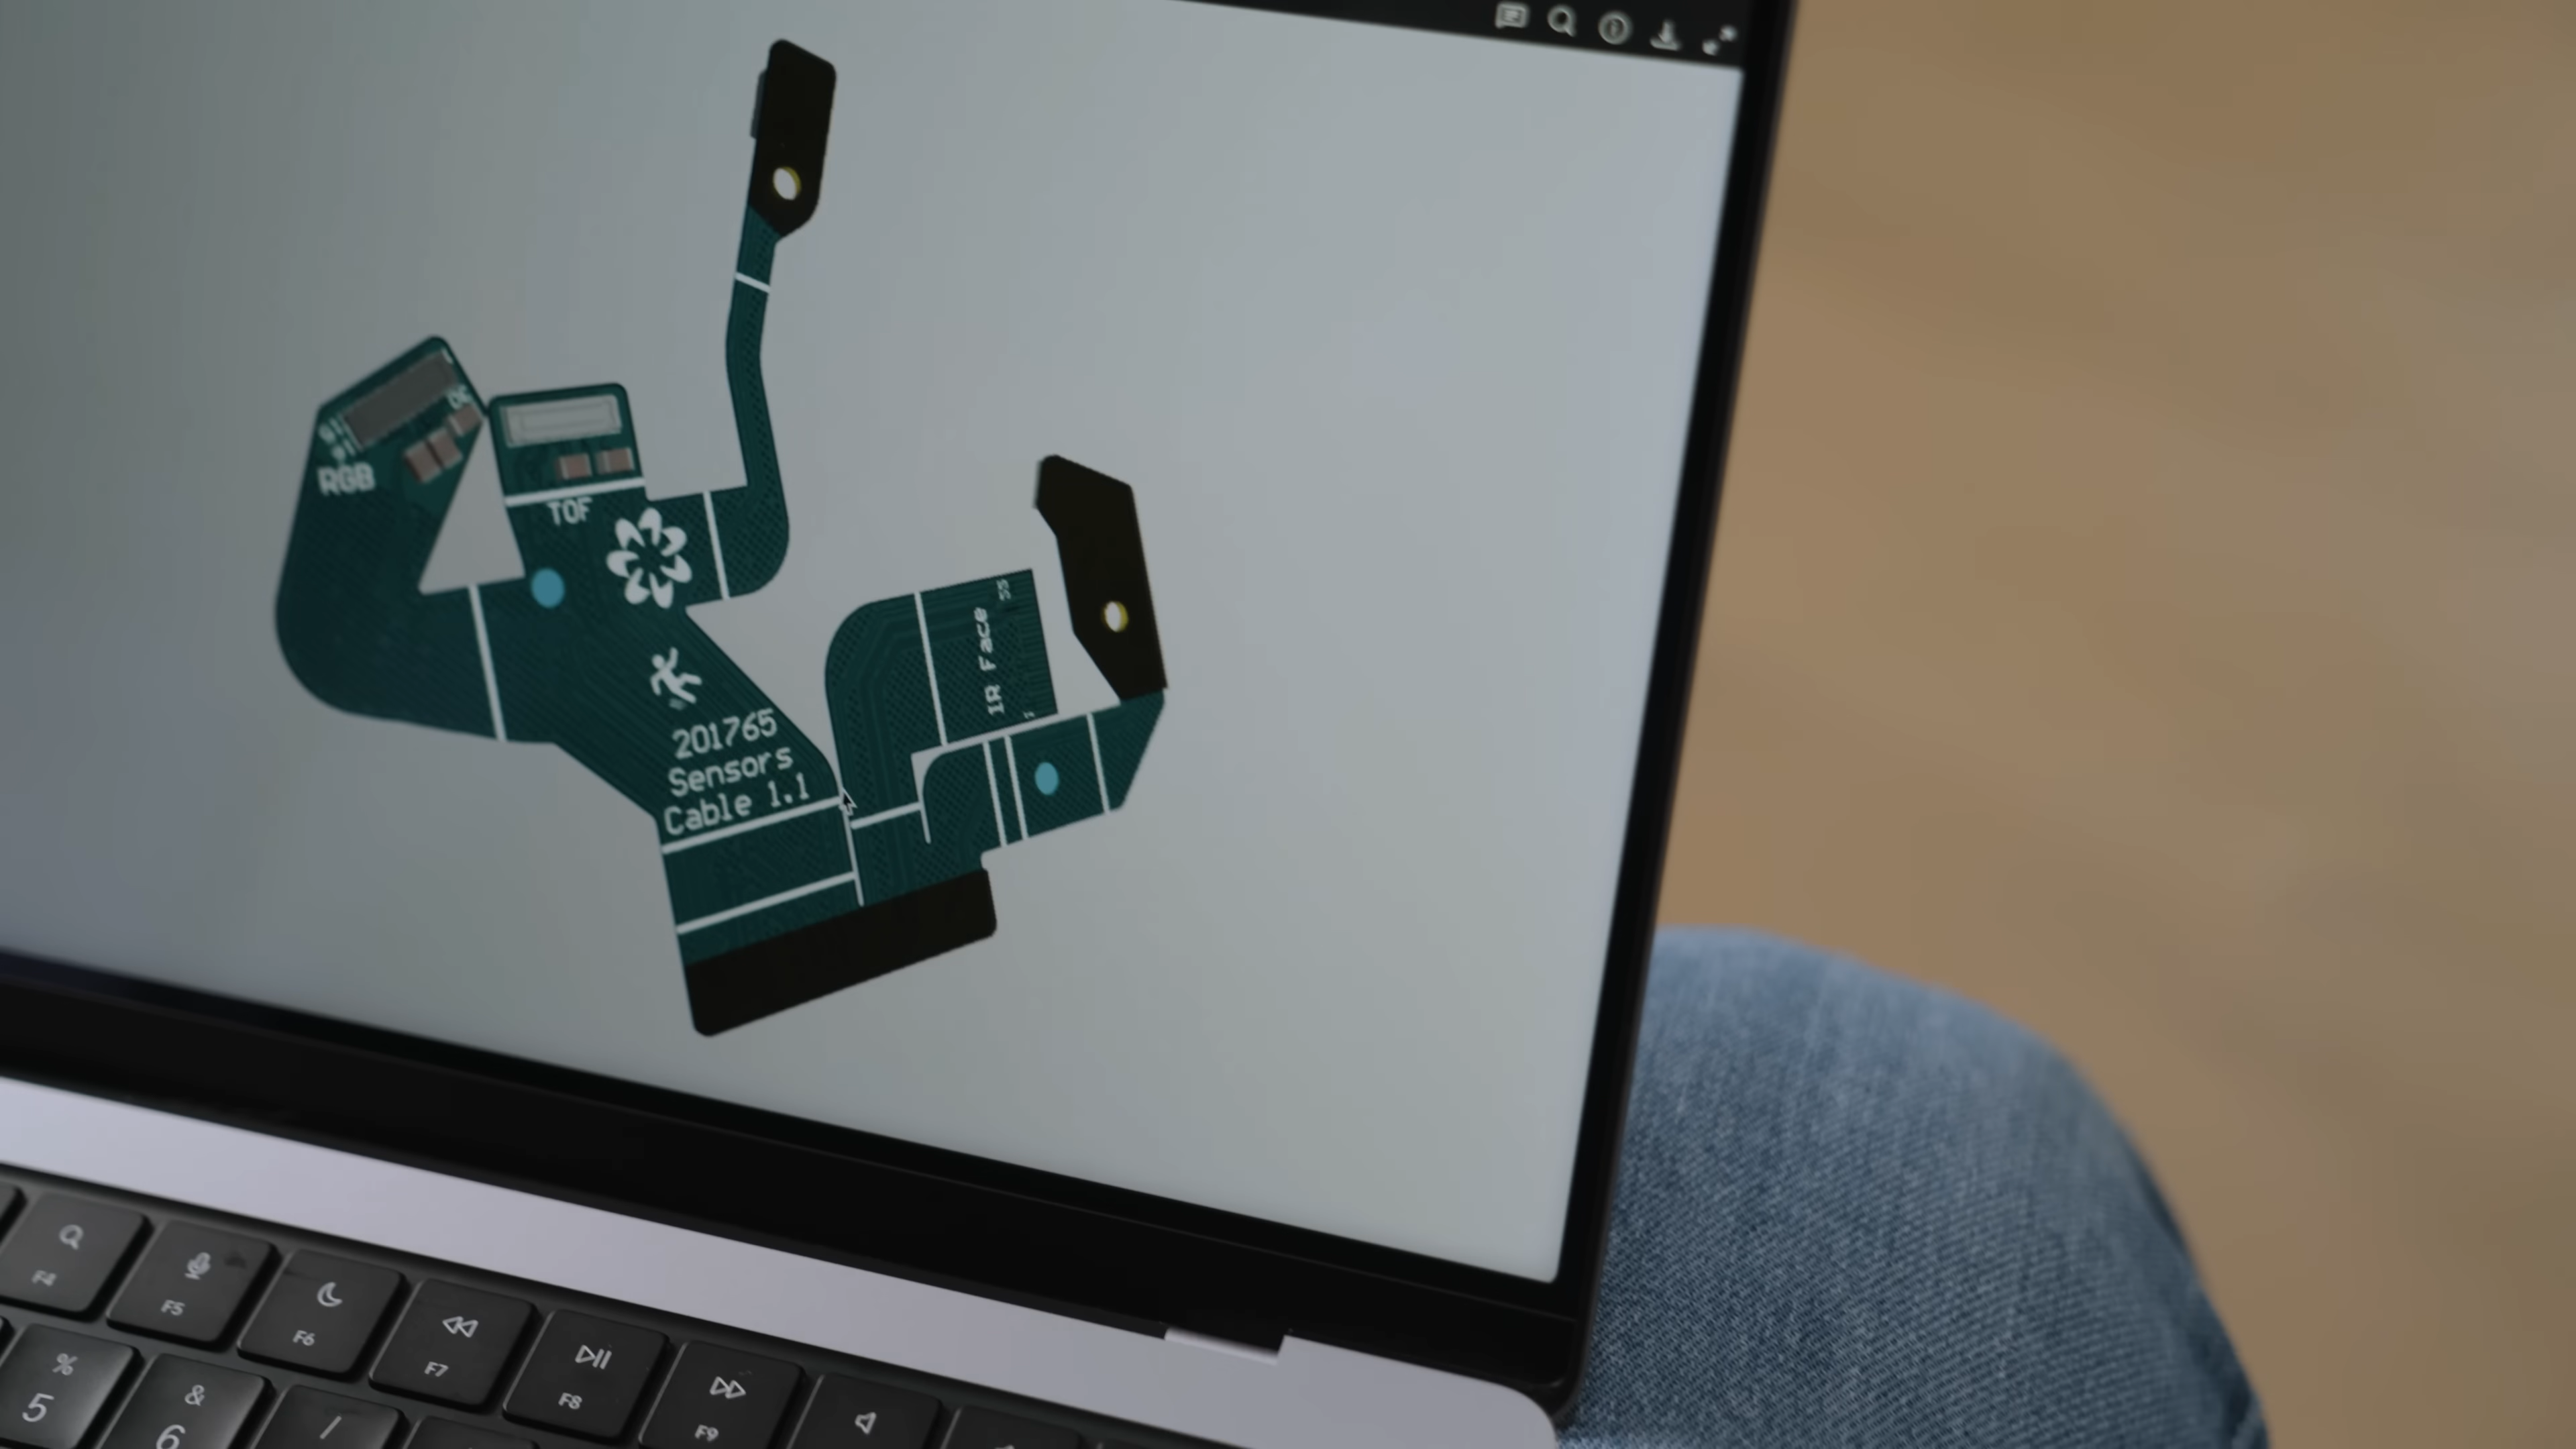 RGB
TOF
IR Face
201765
Sensors
Cable 1.1
F4
F5
F6
F7
F8
F9
%
5
&
6
/